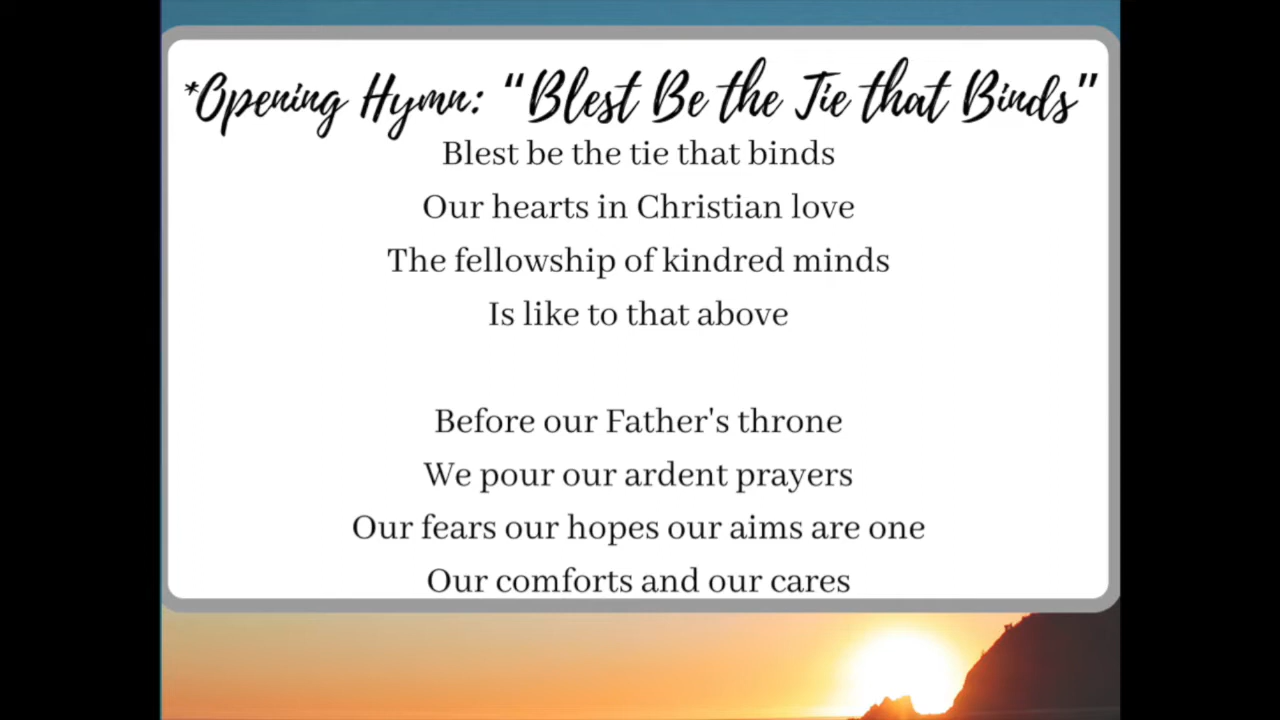 *Opening Hymn: “Blest Be the Tie that Binds”
Blest be the tie that binds
Our hearts in Christian love
The fellowship of kindred minds
Is like to that above
Before our Father's throne
We pour our ardent prayers
Our fears our hopes our aims are one
Our comforts and our cares